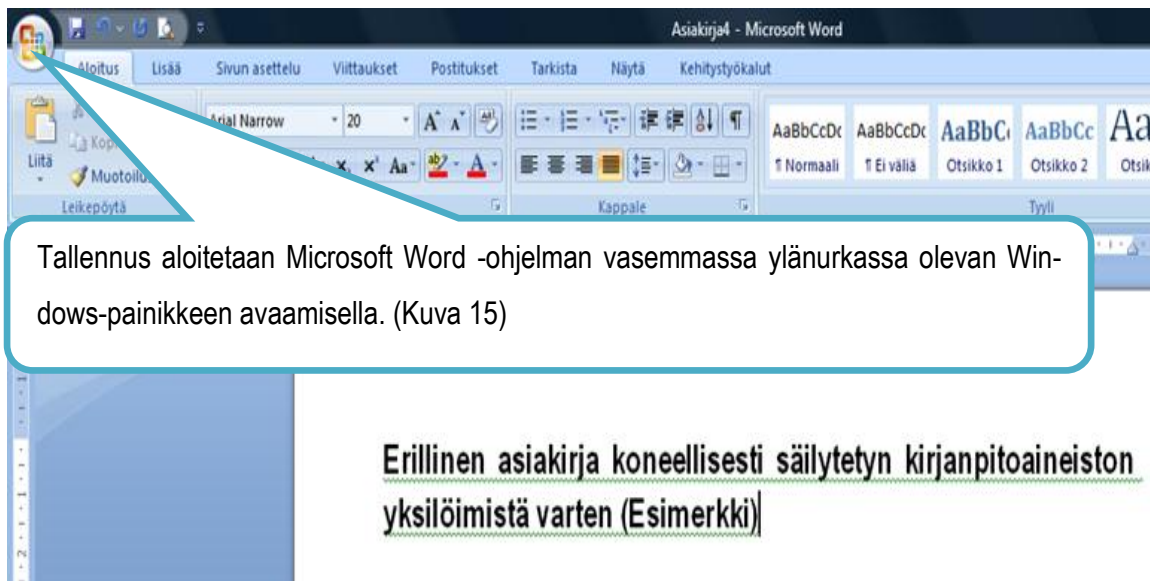 Asiakirja4 - Microsoft Word
Aloitus Lisää Sivun asettelu Viittaukset Postitukset Tarkista Näytä Kehitystyökalut
Arial Narrow 20
AaBbCcDc AaBbCcDc AaBbC AaBbCc Aa
Liitä
¶ Normaali ¶ Ei väliä Otsikko 1 Otsikko 2 Otsik
Leikepöytä Kappale Tyyli
Tallennus aloitetaan Microsoft Word -ohjelman vasemmassa ylänurkassa olevan Win-
dows-painikkeen avaamisella. (Kuva 15)
Erillinen asiakirja koneellisesti säilytetyn kirjanpitoaineiston
yksilöimistä varten (Esimerkki)